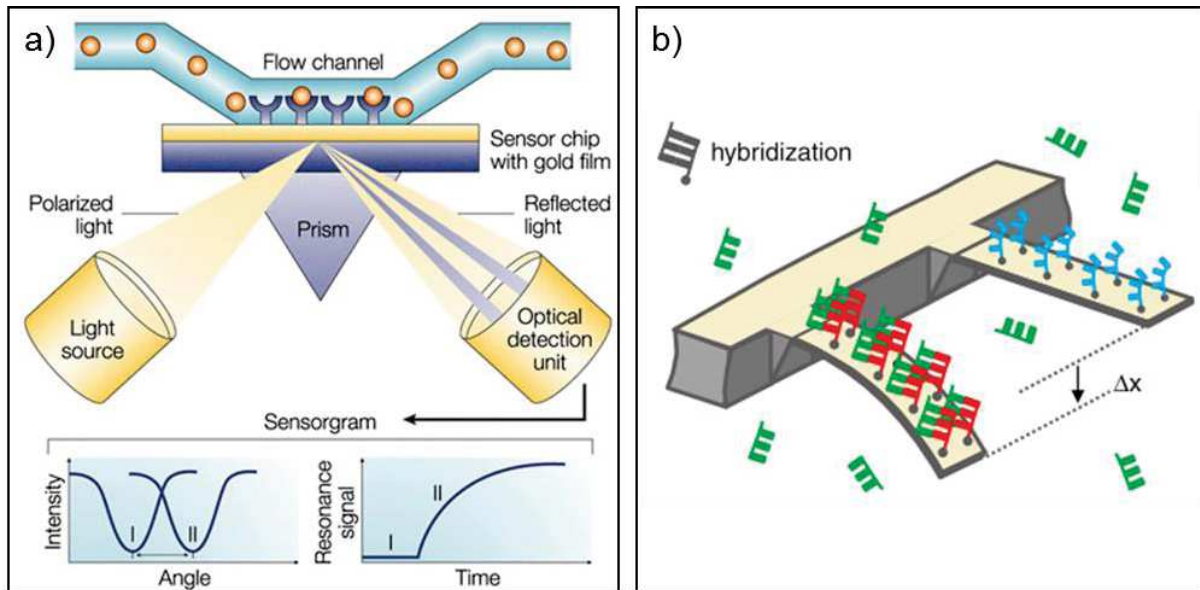 a)
Flow channel
Sensor chip
with gold film
Polarized
light
Reflected
light
Prism
Light
source
Optical
detection
unit
Sensorgram
Intensity
I
II
Angle
Resonance
signal
I
II
Time
b)
hybridization
Δx